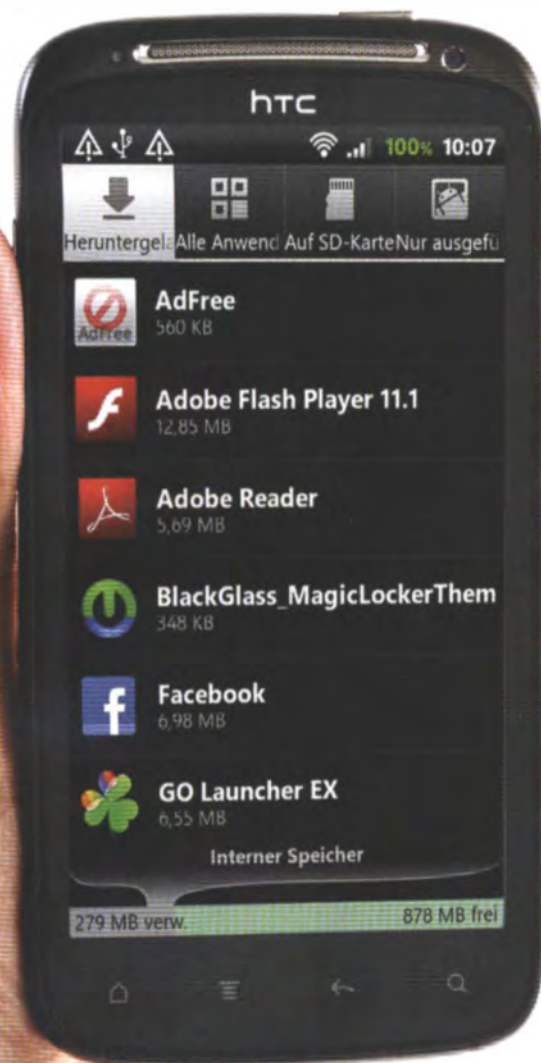 hTC
100% 10:07
Heruntergela Alle Anwend Auf SD-Karte Nur ausgefü
AdFree
AdFree
560 KB
Adobe Flash Player 11.1
12,85 MB
Adobe Reader
5,69 MB
BlackGlass_MagicLockerThem
348 KB
f
Facebook
6,98 MB
GO Launcher EX
6,55 MB
Interner Speicher
279 MB verw. 878 MB frei